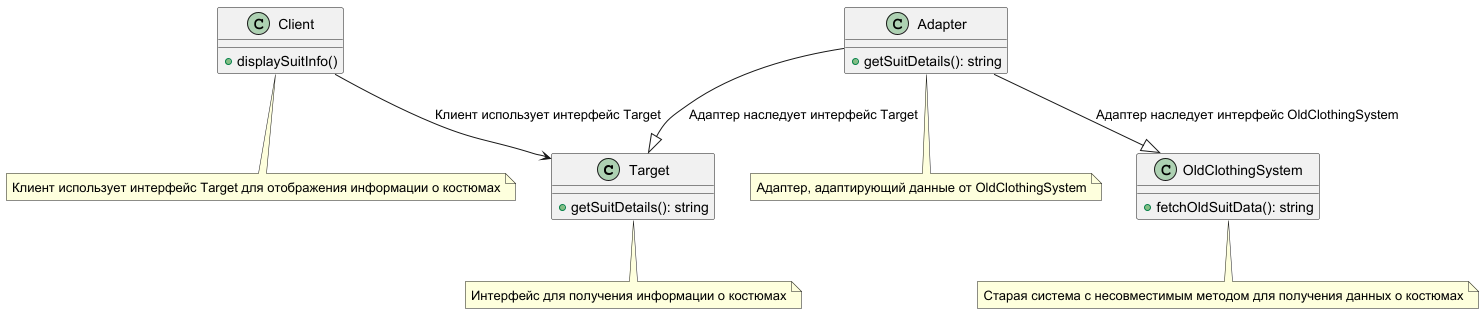 C Client
+ displaySuitInfo()
C Adapter
+ getSuitDetails(): string
Клиент использует интерфейс Target
Адаптер наследует интерфейс Target
Адаптер наследует интерфейс OldClothingSystem
Клиент использует интерфейс Target для отображения информации о костюмах
C Target
+ getSuitDetails(): string
Адаптер, адаптирующий данные от OldClothingSystem
C OldClothingSystem
+ fetchOldSuitData(): string
Интерфейс для получения информации о костюмах
Старая система с несовместимым методом для получения данных о костюмах